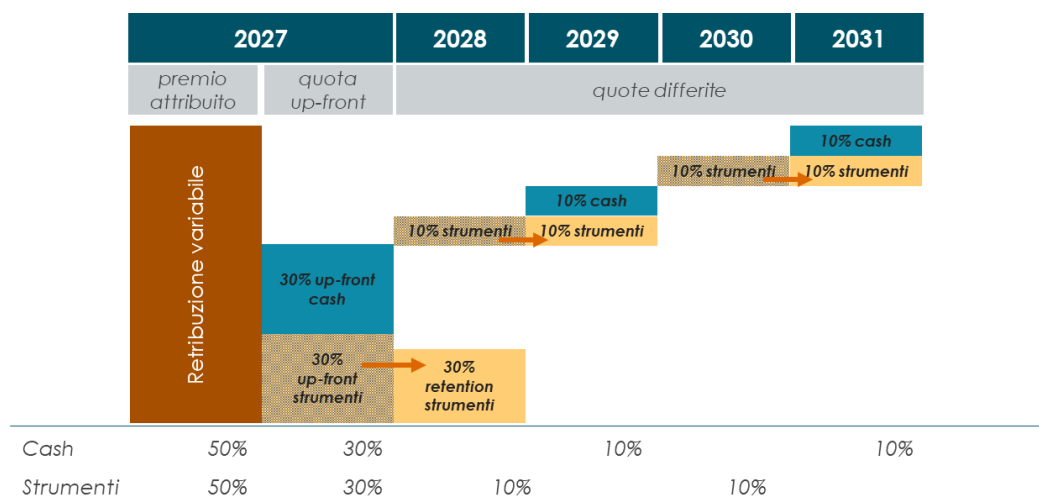 2027 2028 2029 2030 2031
premio
attribuito
quota
up-front
quote differite
Retribuzione variabile
10% cash
10% strumenti 10% strumenti
10% cash
10% strumenti 10% strumenti
30% up-front
cash
30%
up-front
strumenti
30%
retention
strumenti
Cash 50% 30% 10% 10%
Strumenti 50% 30% 10% 10%